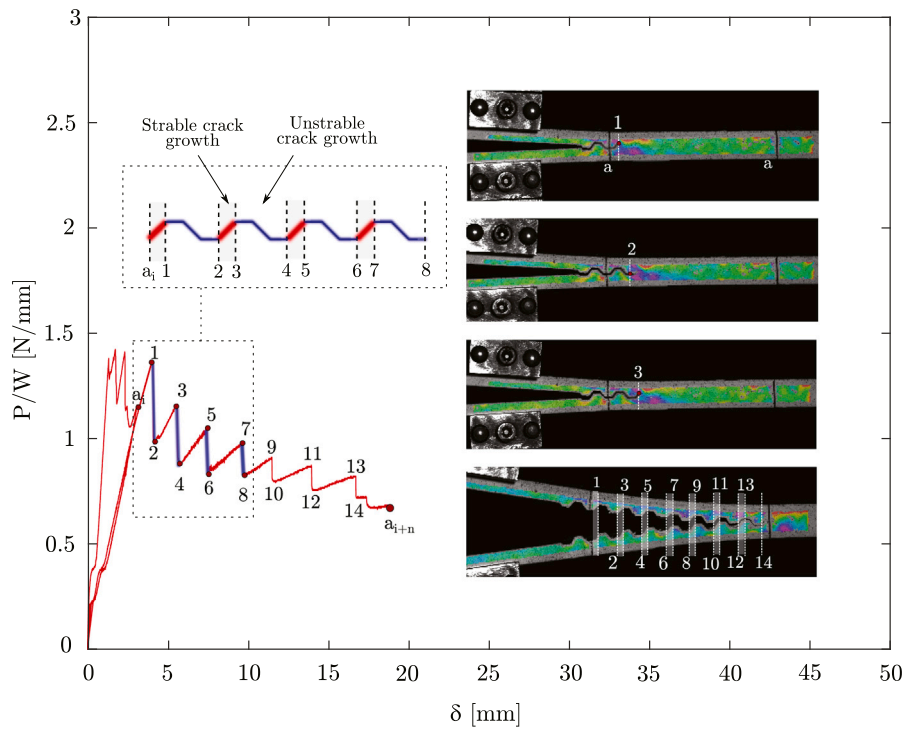 3
2.5
2
1.5
1
0.5
0
P/W [N/mm]
Strable crack
growth
Unstable
crack growth
a_i 1 2 3 4 5 6 7 8
a_i 1 2 3 4 5 6 7 8 9 10 11 12 13 14 a_{i+n}
1
a a
2
3
1 3 5 7 9 11 13
2 4 6 8 10 12 14
0 5 10 15 20 25 30 35 40 45 50
δ [mm]